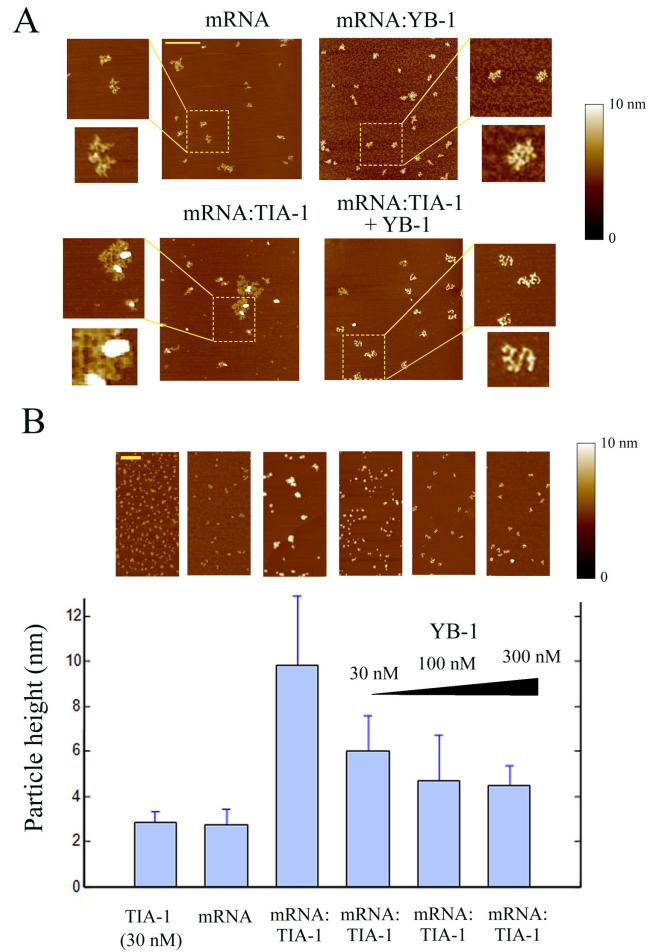 A
mRNA
mRNA:YB-1
10 nm
0
mRNA:TIA-1
mRNA:TIA-1
+ YB-1
B
10 nm
0
Particle height (nm)
12
10
8
6
4
2
0
YB-1
30 nM
100 nM
300 nM
TIA-1
(30 nM)
mRNA
mRNA:
TIA-1
mRNA:
TIA-1
mRNA:
TIA-1
mRNA:
TIA-1